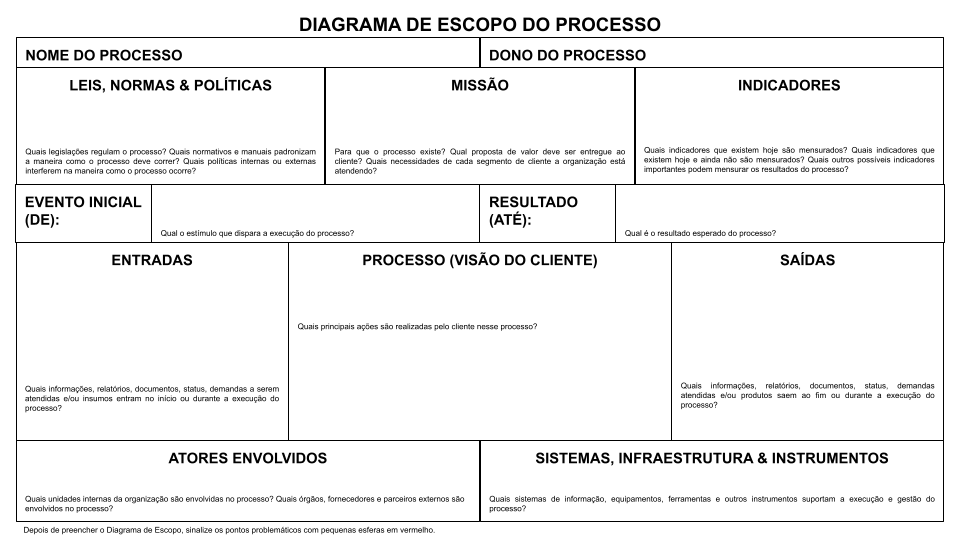 DIAGRAMA DE ESCOPO DO PROCESSO
NOME DO PROCESSO
DONO DO PROCESSO
LEIS, NORMAS & POLÍTICAS
Quais legislações regulam o processo? Quais normativos e manuais padronizam
a maneira como o processo deve correr? Quais políticas internas ou externas
interferem na maneira como o processo ocorre?
MISSÃO
Para que o processo existe? Qual proposta de valor deve ser entregue ao
cliente? Quais necessidades de cada segmento de cliente a organização está
atendendo?
INDICADORES
Quais indicadores que existem hoje são mensurados? Quais indicadores que
existem hoje e ainda não são mensurados? Quais outros possíveis indicadores
importantes podem mensurar os resultados do processo?
EVENTO INICIAL
(DE):
Qual o estímulo que dispara a execução do processo?
RESULTADO
(ATÉ):
Qual é o resultado esperado do processo?
ENTRADAS
Quais informações, relatórios, documentos, status, demandas a serem
atendidas e/ou insumos entram no início ou durante a execução do
processo?
PROCESSO (VISÃO DO CLIENTE)
Quais principais ações são realizadas pelo cliente nesse processo?
SAÍDAS
Quais informações, relatórios, documentos, status, demandas
atendidas e/ou produtos saem ao fim ou durante a execução do
processo?
ATORES ENVOLVIDOS
Quais unidades internas da organização são envolvidas no processo? Quais órgãos, fornecedores e parceiros externos são
envolvidos no processo?
SISTEMAS, INFRAESTRUTURA & INSTRUMENTOS
Quais sistemas de informação, equipamentos, ferramentas e outros instrumentos suportam a execução e gestão do
processo?
Depois de preencher o Diagrama de Escopo, sinalize os pontos problemáticos com pequenas esferas em vermelho.